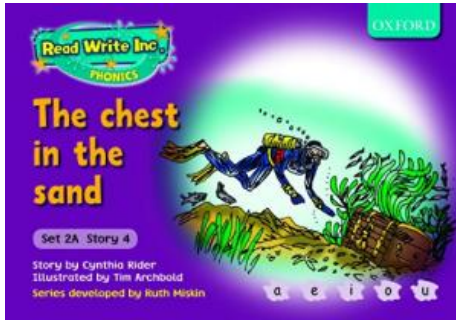 OXFORD
Read Write Inc.
PHONICS
The chest
in the
sand
Set 2A Story 4
Story by Cynthia Rider
Illustrated by Tim Archbold
Series developed by Ruth Miskin
a e i o u